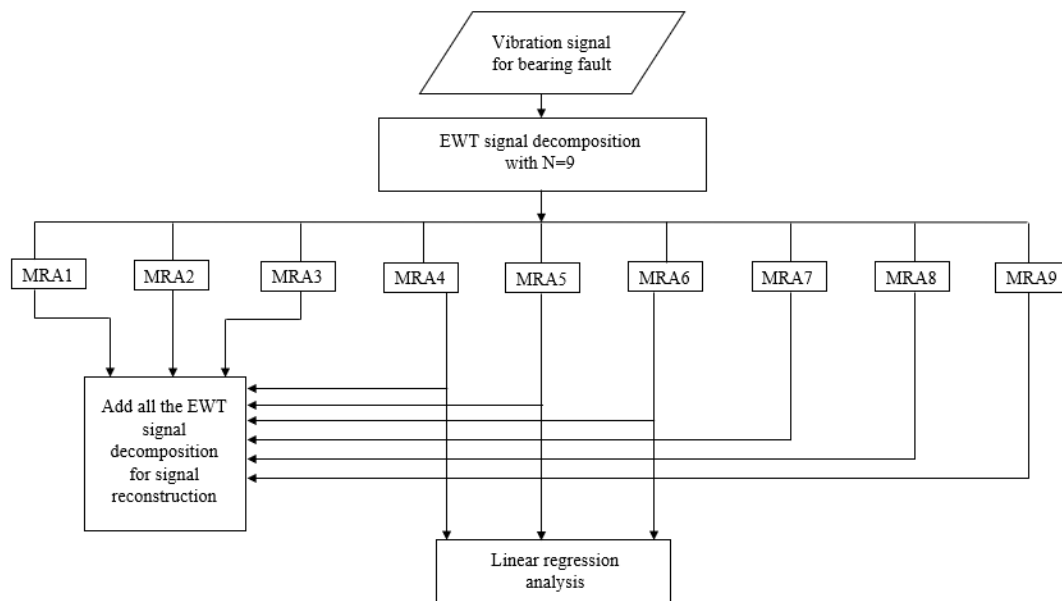 Vibration signal
for bearing fault
EWT signal decomposition
with N=9
MRA1
MRA2
MRA3
MRA4
MRA5
MRA6
MRA7
MRA8
MRA9
Add all the EWT
signal
decomposition
for signal
reconstruction
Linear regression
analysis